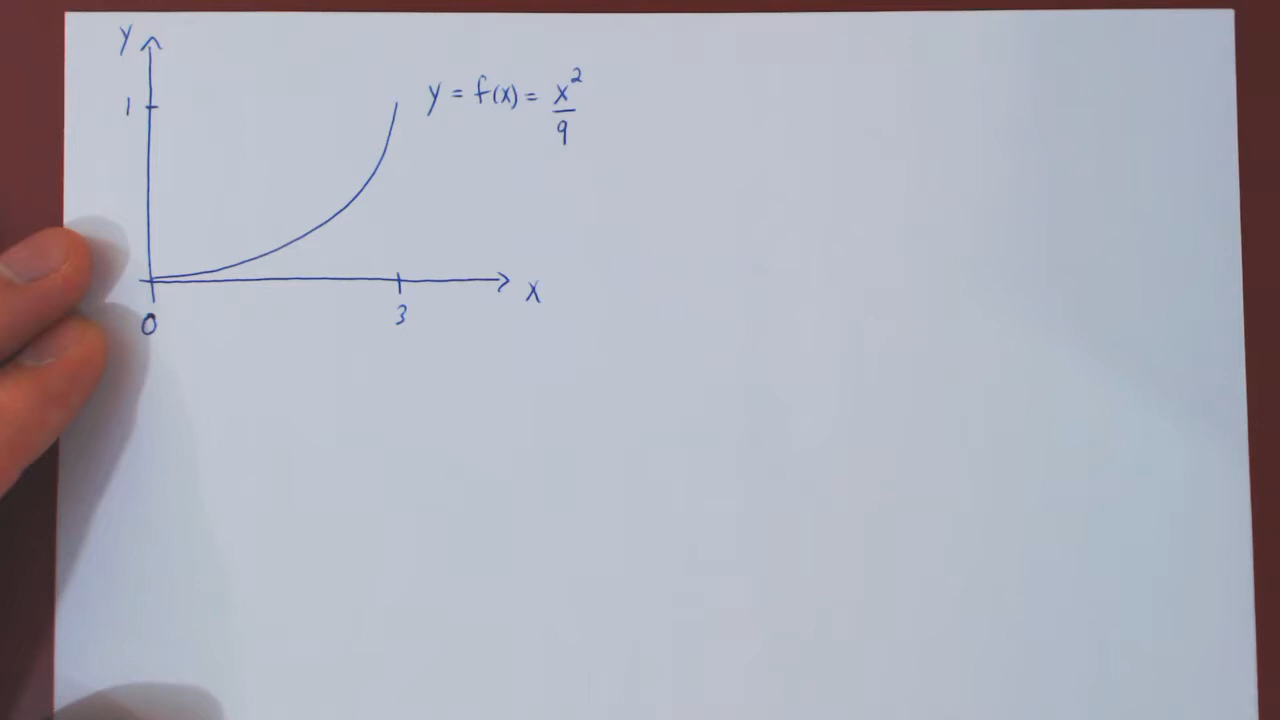 y
1
y = f(x) = x²/9
x
0
3